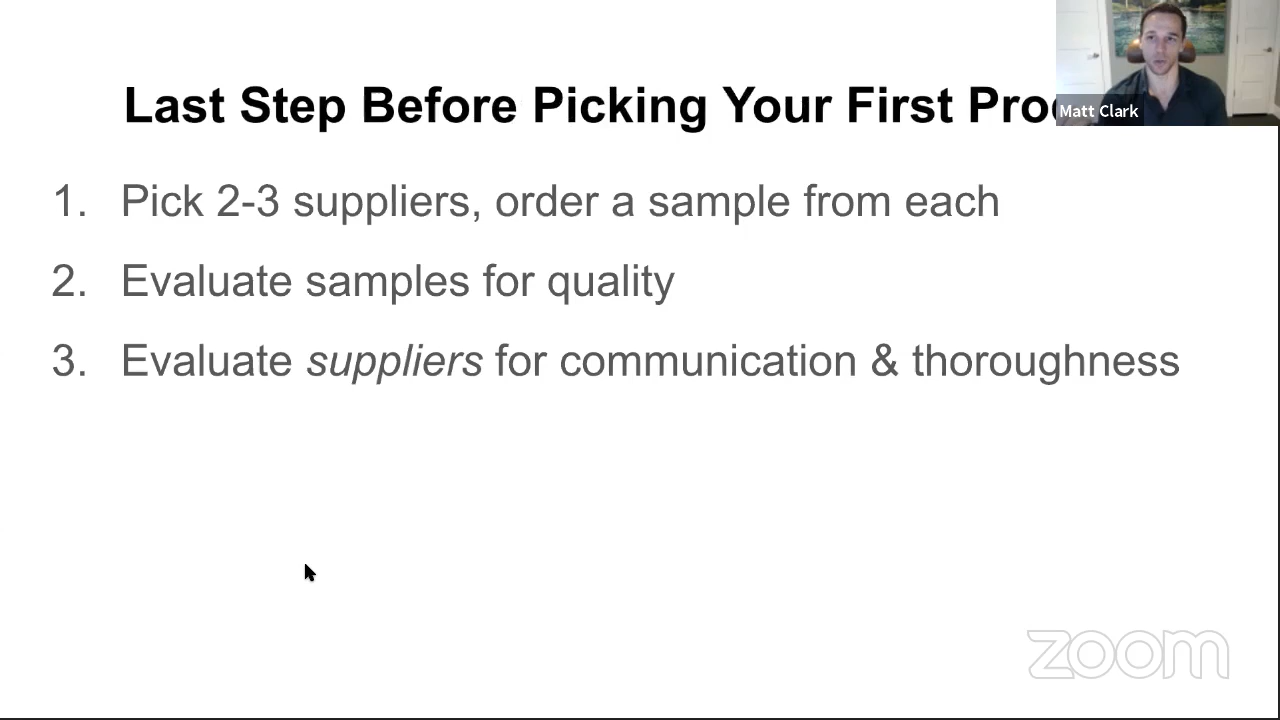 Last Step Before Picking Your First
Matt Clark
1. Pick 2-3 suppliers, order a sample from each
2. Evaluate samples for quality
3. Evaluate suppliers for communication & thoroughness
zoom